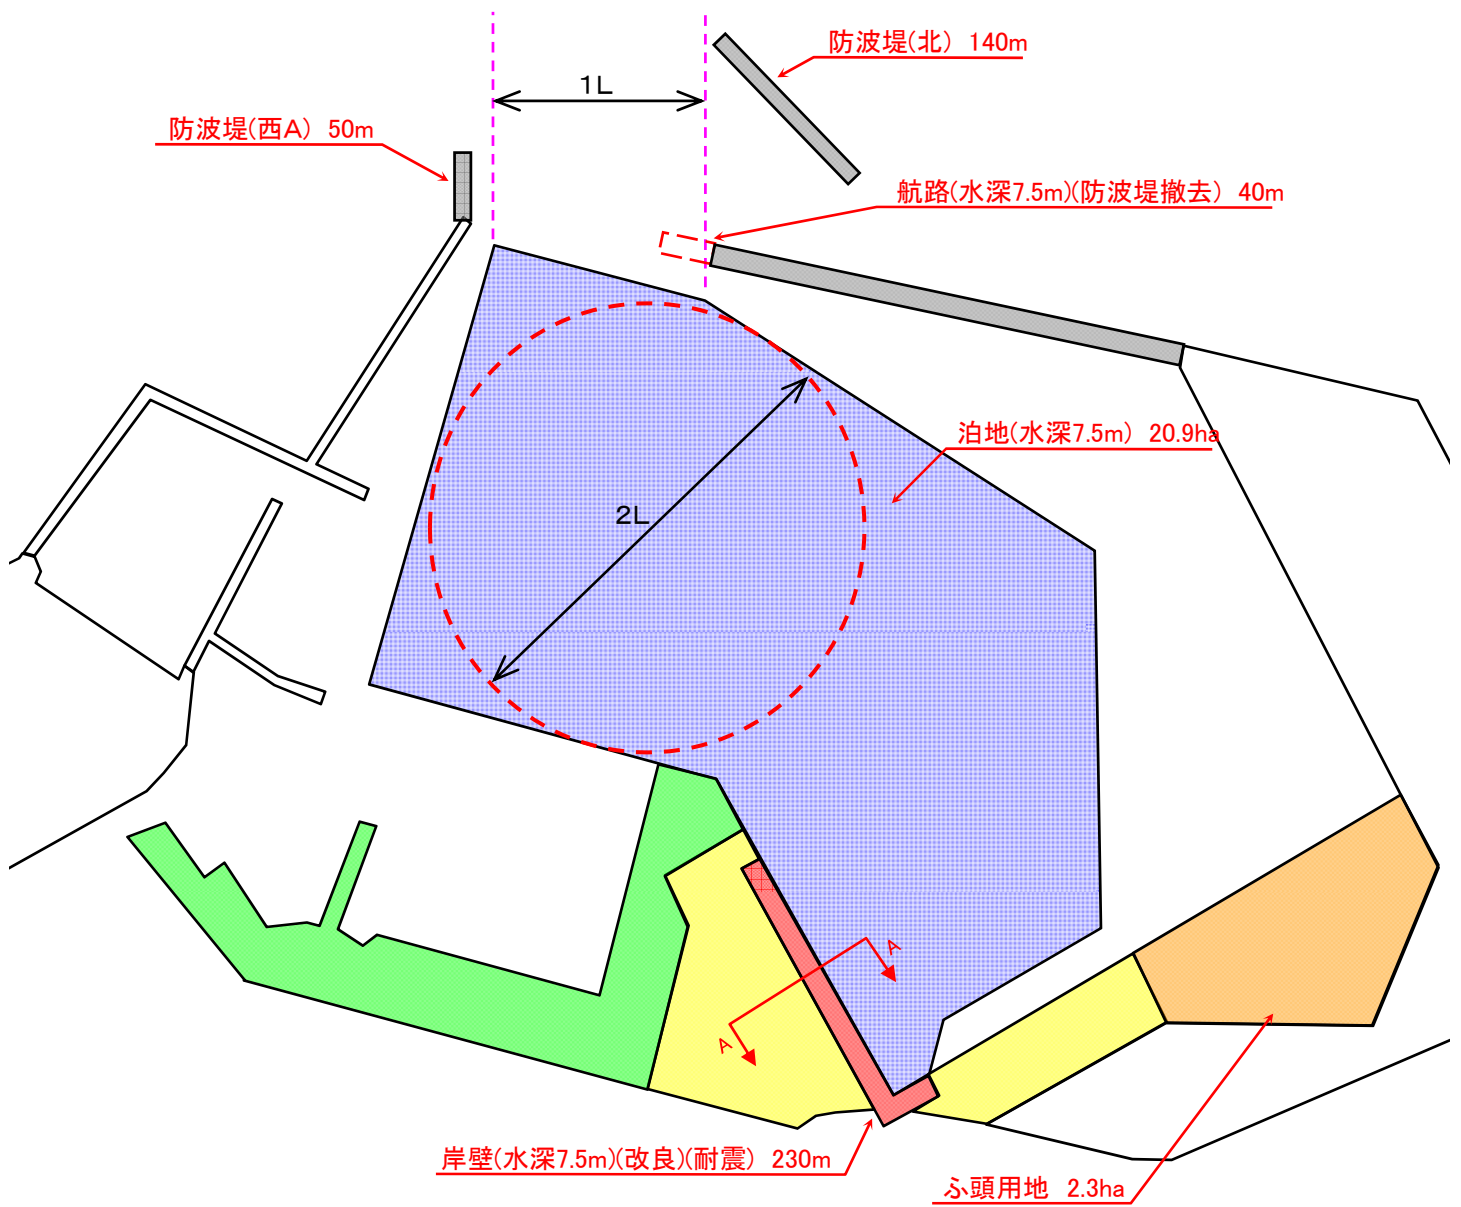 防波堤(北) 140m
1L
防波堤(西A) 50m
航路(水深7.5m)(防波堤撤去) 40m
泊地(水深7.5m) 20.9ha
2L
A
A
岸壁(水深7.5m)(改良)(耐震) 230m
ふ頭用地 2.3ha